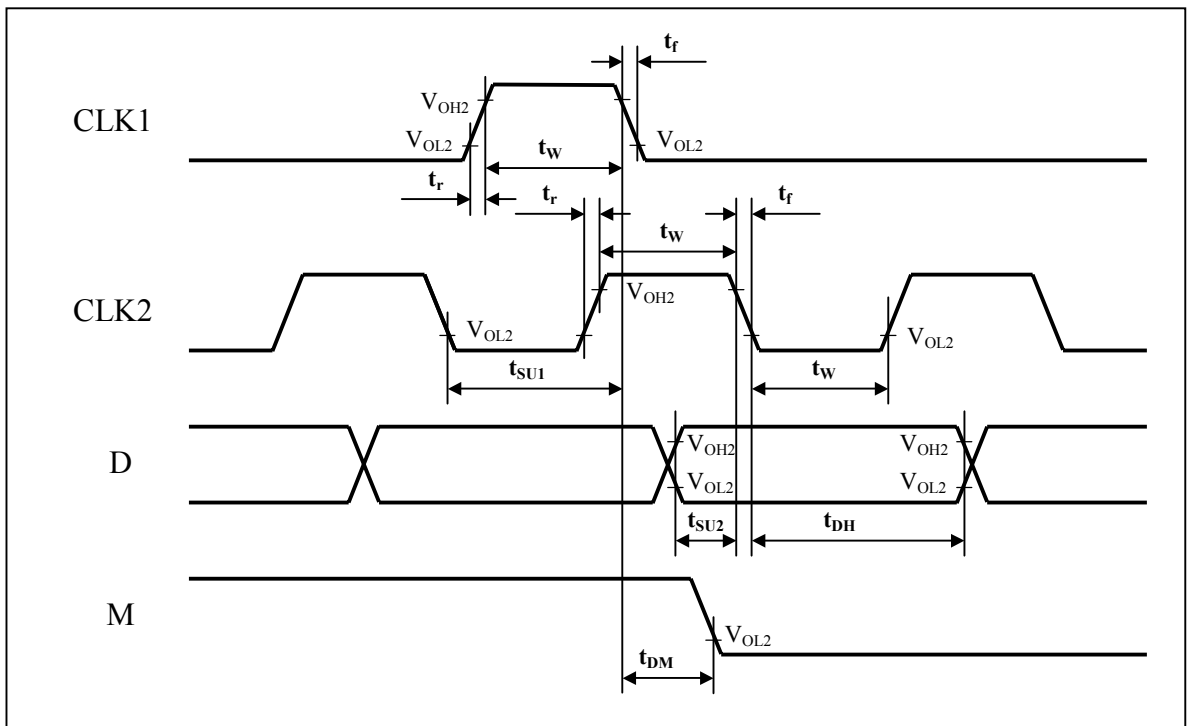 t_f
CLK1
V_OH2
V_OL2
V_OL2
t_W
t_r
t_r
t_f
t_W
CLK2
V_OH2
V_OL2
V_OL2
t_SU1
t_W
D
V_OH2
V_OH2
V_OL2
V_OL2
t_SU2
t_DH
M
V_OL2
t_DM